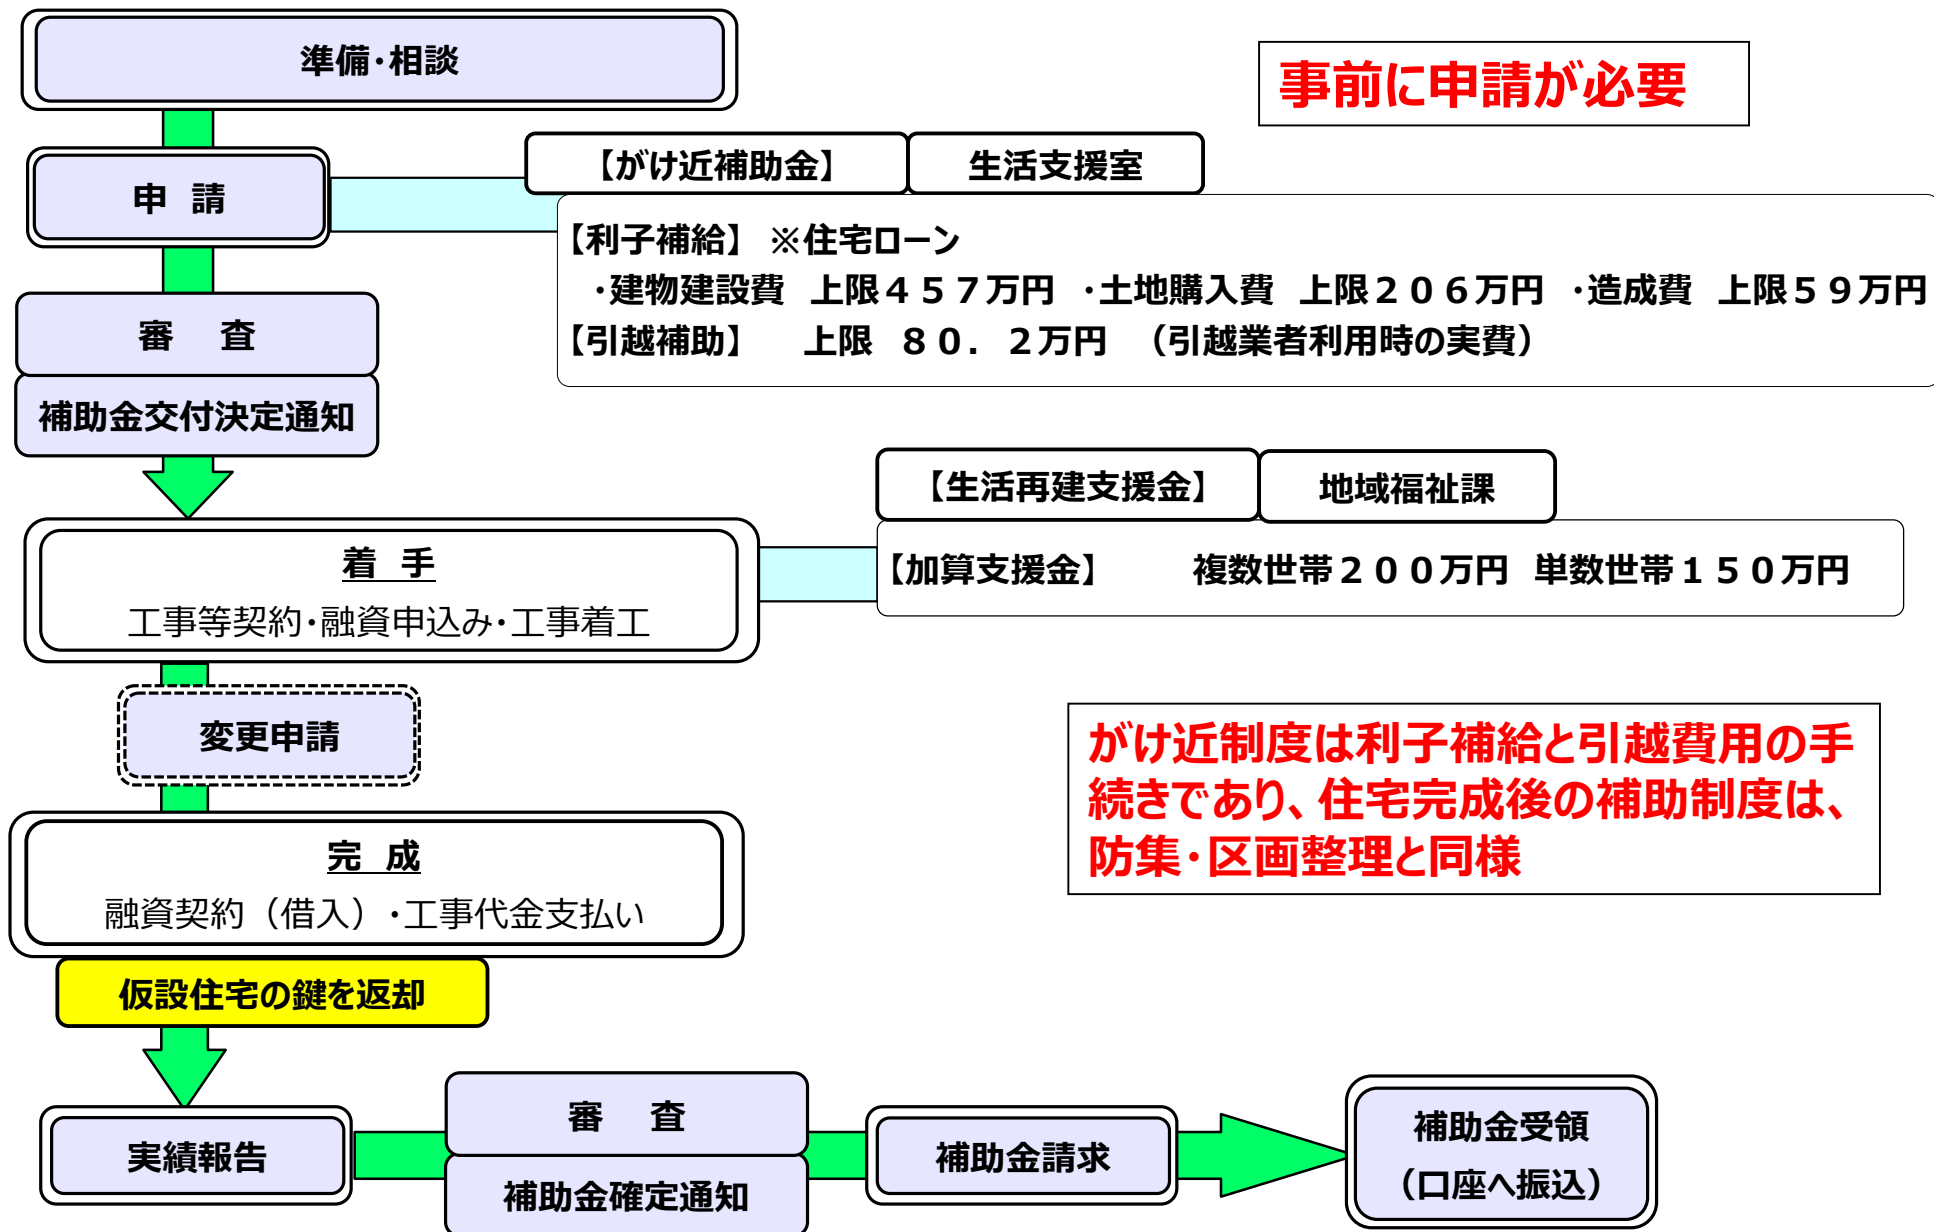 準備・相談
事前に申請が必要
【がけ近補助金】 生活支援室
申 請
【利子補給】 ※住宅ローン
・建物建設費 上限４５７万円 ・土地購入費 上限２０６万円 ・造成費 上限５９万円
【引越補助】 上限 ８０．２万円 （引越業者利用時の実費）
審 査
補助金交付決定通知
【生活再建支援金】 地域福祉課
【加算支援金】 複数世帯２００万円 単数世帯１５０万円
着 手
工事等契約・融資申込み・工事着工
変更申請
がけ近制度は利子補給と引越費用の手
続きであり、住宅完成後の補助制度は、
防集・区画整理と同様
完 成
融資契約（借入）・工事代金支払い
仮設住宅の鍵を返却
実績報告
審 査
補助金確定通知
補助金請求
補助金受領
（口座へ振込）